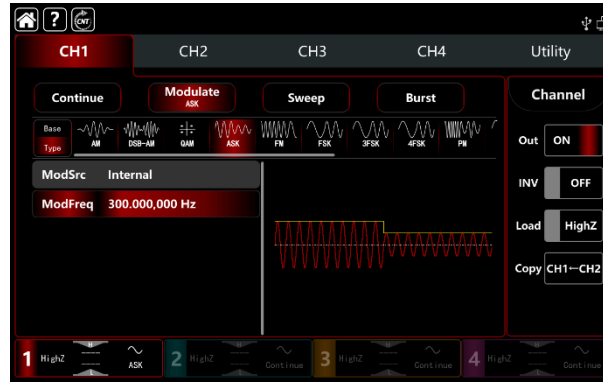 ? CNT
CH1 CH2 CH3 CH4 Utility
Continue Modulate Sweep Burst Channel
ASK
Base
Type AM DSB-AM QAM ASK FM FSK 3FSK 4FSK PM
Out ON
ModSrc Internal
INV OFF
ModFreq 300.000,000 Hz
Load HighZ
Copy CH1←CH2
1 HighZ H L ASK 2 HighZ H L Continue 3 HighZ H L Continue 4 HighZ H L Continue